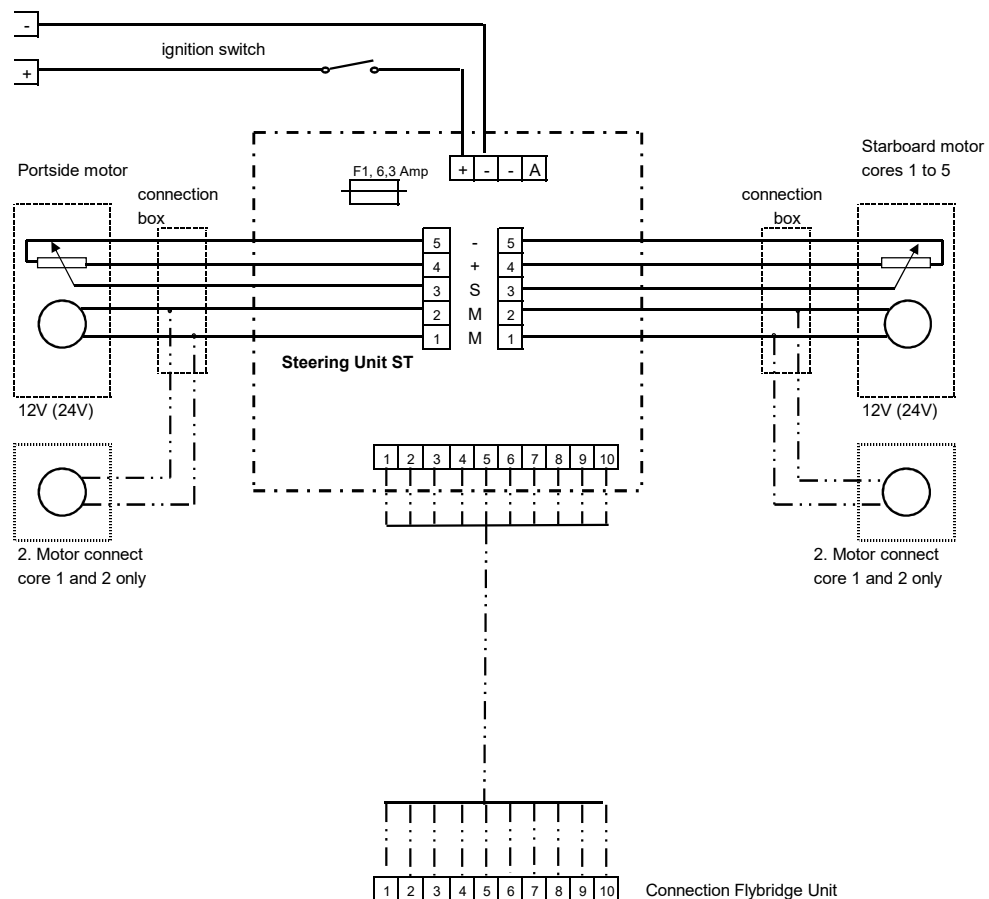 -
ignition switch
+
F1, 6,3 Amp
+ - - A
Portside motor
Starboard motor
cores 1 to 5
connection
box
connection
box
5 - 5
4 + 4
3 S 3
2 M 2
1 M 1
Steering Unit ST
12V (24V)
12V (24V)
1 2 3 4 5 6 7 8 9 10
2. Motor connect
core 1 and 2 only
2. Motor connect
core 1 and 2 only
1 2 3 4 5 6 7 8 9 10 Connection Flybridge Unit